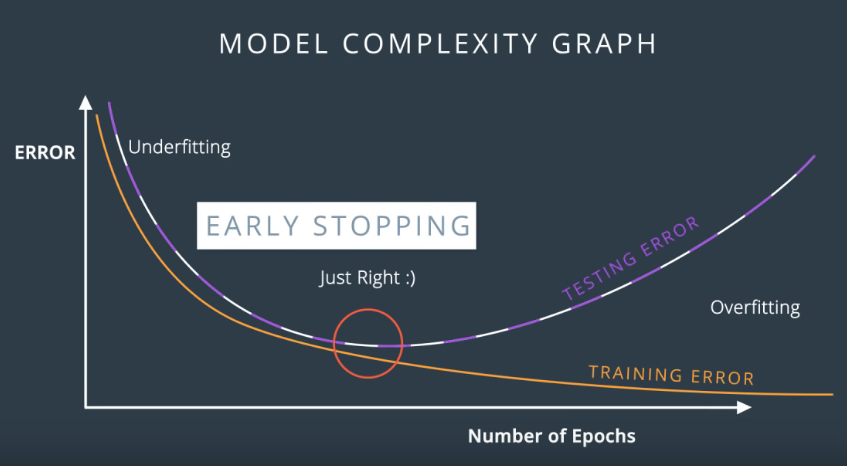 MODEL COMPLEXITY GRAPH
ERROR
Underfitting
EARLY STOPPING
Just Right :)
TESTING ERROR
Overfitting
TRAINING ERROR
Number of Epochs